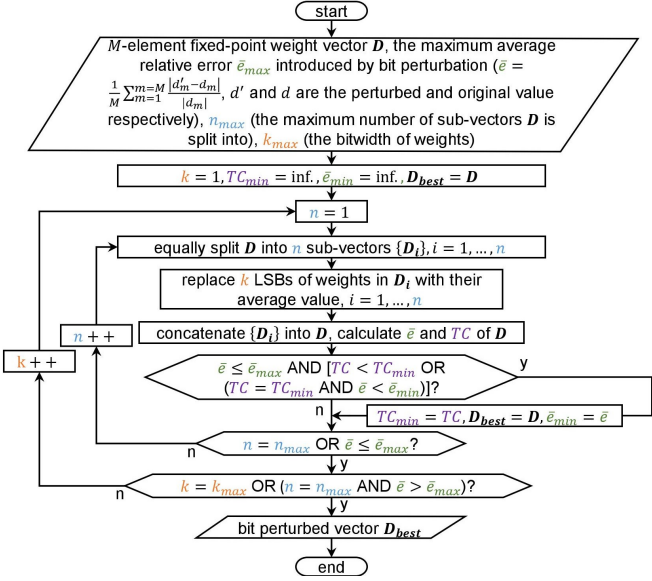 start
M-element fixed-point weight vector D, the maximum average
relative error ē_max introduced by bit perturbation (ē =
1/M ∑_{m=1}^{m=M} |d'_m−d_m|/|d_m|, d′ and d are the perturbed and original value
respectively), n_max (the maximum number of sub-vectors D is
split into), k_max (the bitwidth of weights)
k = 1, TC_min = inf., ē_min = inf., D_best = D
n = 1
equally split D into n sub-vectors {D_i}, i = 1, ..., n
replace k LSBs of weights in D_i with their
average value, i = 1, ..., n
n + +
concatenate {D_i} into D, calculate ē and TC of D
k + +
ē ≤ ē_max AND [TC < TC_min OR
(TC = TC_min AND ē < ē_min)]?
y
n
TC_min = TC, D_best = D, ē_min = ē
n = n_max OR ē ≤ ē_max?
n
y
k = k_max OR (n = n_max AND ē > ē_max)?
n
y
bit perturbed vector D_best
end